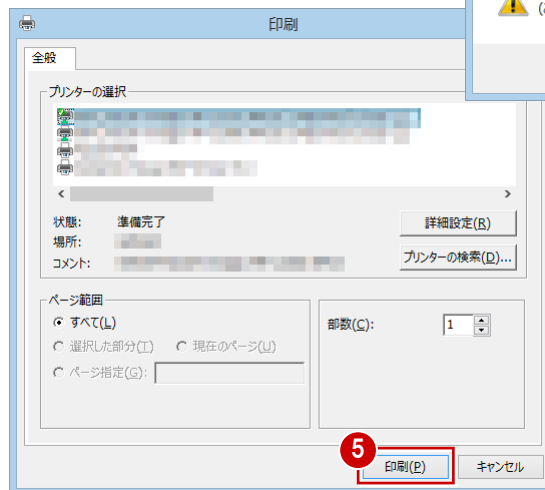 印刷
全般
プリンターの選択
状態: 準備完了
詳細設定(R)
場所:
コメント:
プリンターの検索(D)...
ページ範囲
すべて(L)
選択した部分(T) 現在のページ(U)
ページ指定(G):
部数(C): 1
5
印刷(P) キャンセル